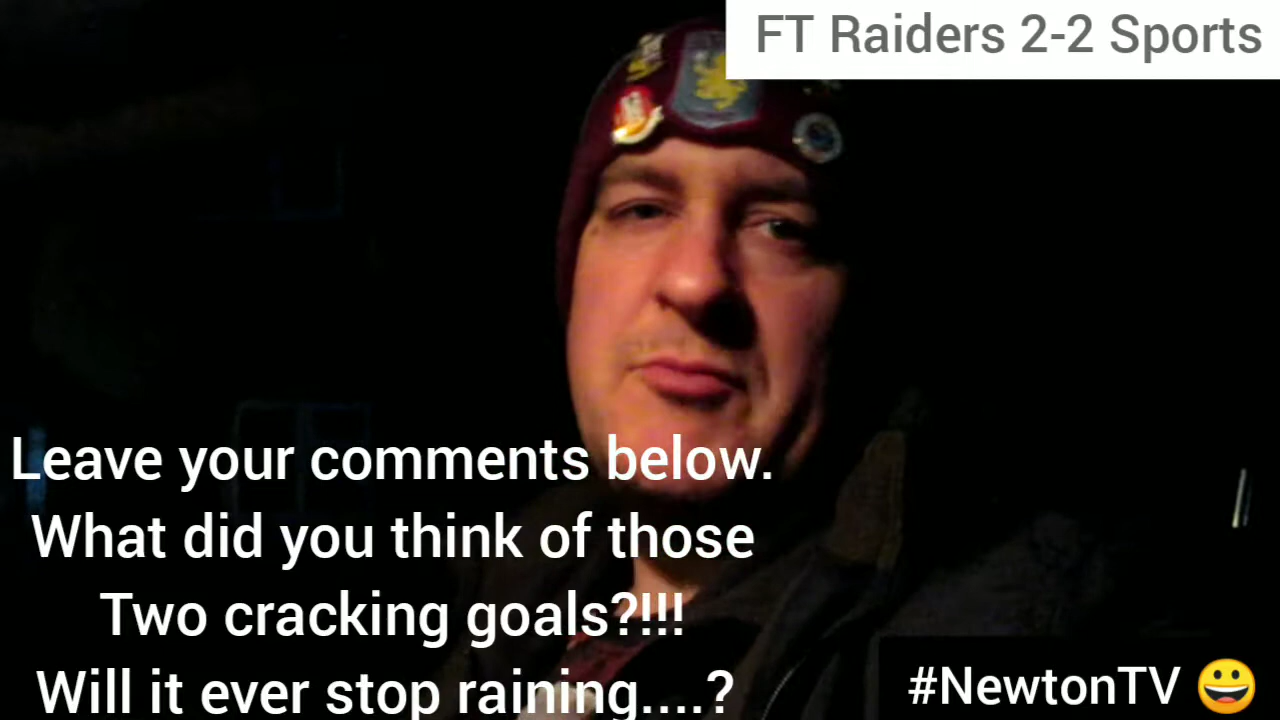 FT Raiders 2-2 Sports
Leave your comments below.
What did you think of those
Two cracking goals?!!!
Will it ever stop raining....?
#NewtonTV 😀